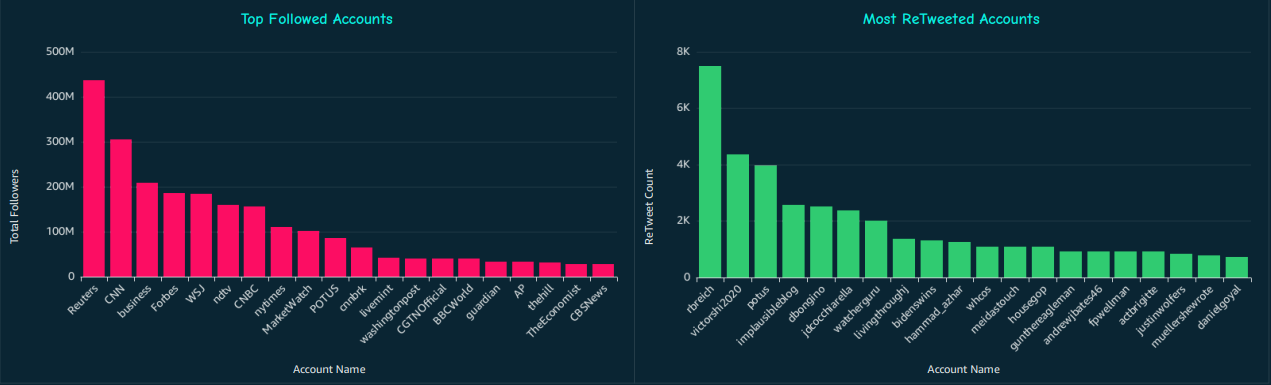 Top Followed Accounts
500M
400M
300M
200M
100M
0
Total Followers
Reuters
CNN
business
Forbes
WSJ
ndtv
CNBC
nytimes
MarketWatch
POTUS
cnnbrk
livemint
washingtonpost
CGTNOfficial
BBCWorld
guardian
AP
thehill
TheEconomist
CBSNews
Account Name
Most ReTweeted Accounts
8K
6K
4K
2K
0
ReTweet Count
rbreich
victorshi2020
potus
implausibleblog
dbongino
jdcocchiarella
watcherguru
livingthroughj
bidenswins
hammad_azhar
whcos
meidastouch
housegop
gunthereagleman
andrewjbates46
fpwellman
actbrigitte
justinwolfers
muellershewrote
danielgoyal
Account Name